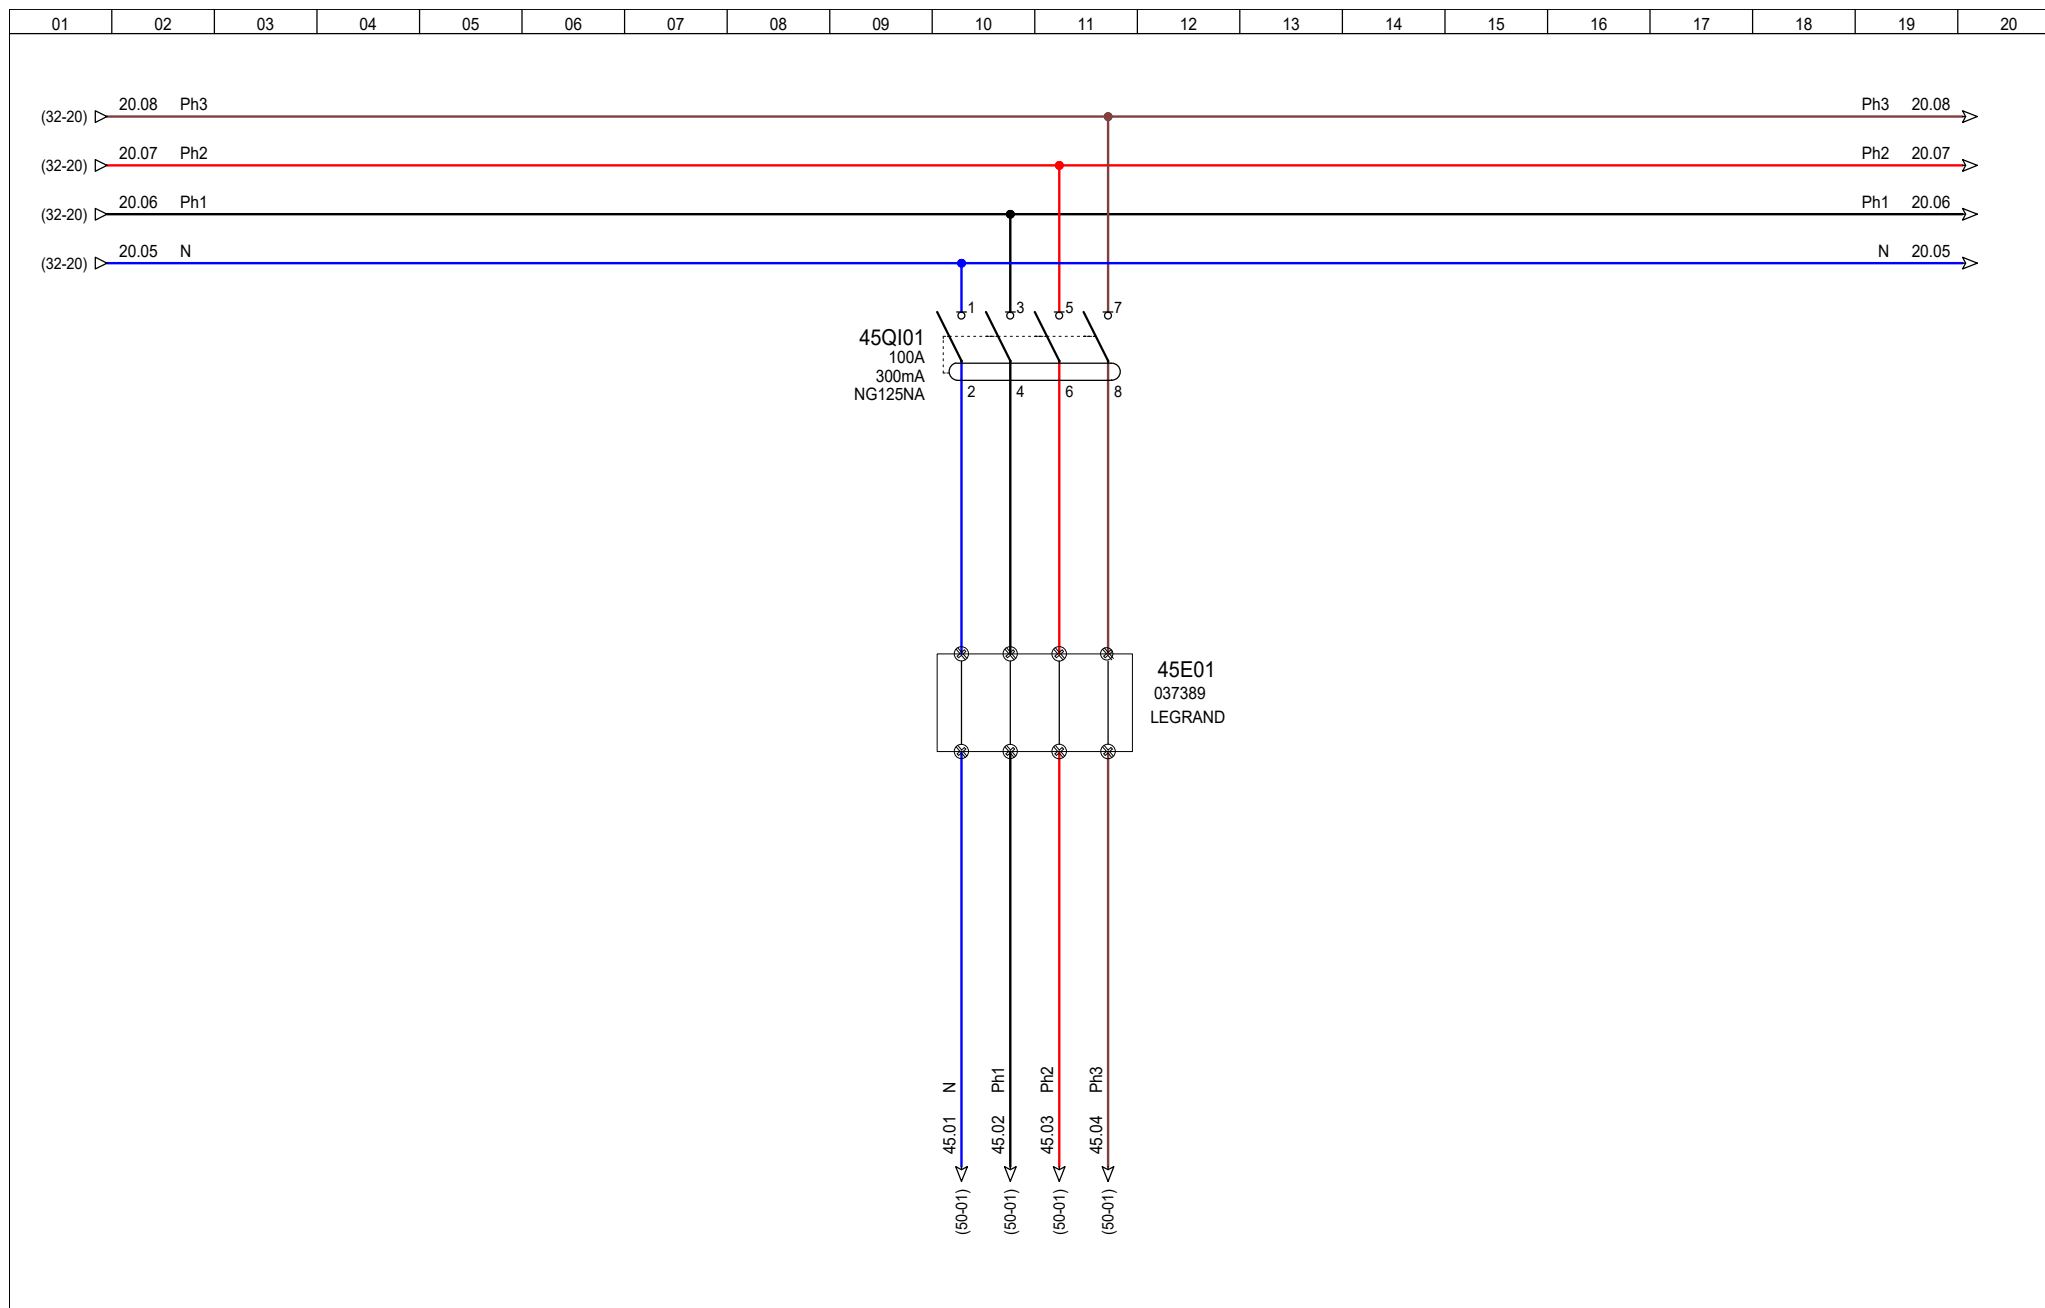 01 02 03 04 05 06 07 08 09 10 11 12 13 14 15 16 17 18 19 20
(32-20) 20.08 Ph3 Ph3 20.08
(32-20) 20.07 Ph2 Ph2 20.07
(32-20) 20.06 Ph1 Ph1 20.06
(32-20) 20.05 N N 20.05
1 3 5 7
45QI01
100A
300mA
NG125NA
2 4 6 8
45E01
037389
LEGRAND
45.01 N
45.02 Ph1
45.03 Ph2
45.04 Ph3
(50-01)
(50-01)
(50-01)
(50-01)